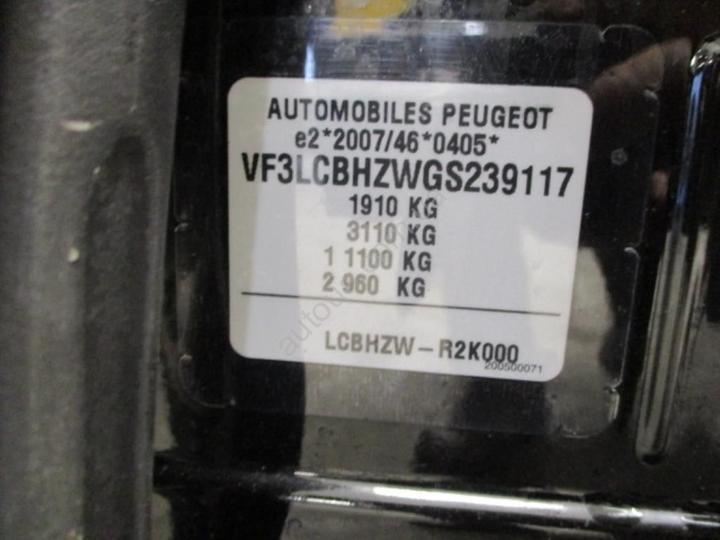 AUTOMOBILES PEUGEOT
e2*2007/46*0405*
VF3LCBHZWGS239117
1910 KG
3110 KG
1 1100 KG
2 960 KG
LCBHZW-R2K000
200500071